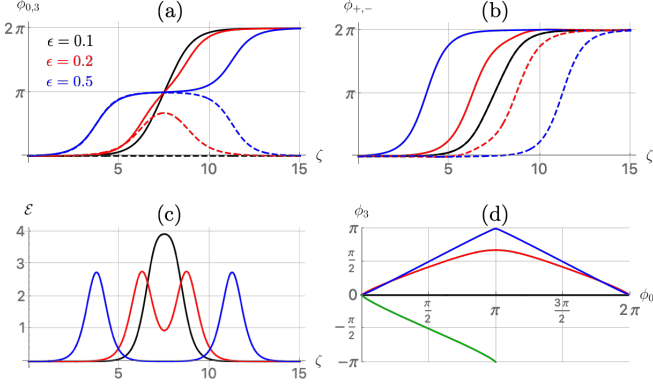 ϕ0,3 (a)
2π
ϵ = 0.1
ϵ = 0.2
ϵ = 0.5
π
5 10 15 ζ
ϕ+,- (b)
2π
π
5 10 15 ζ
ℰ (c)
4
3
2
1
5 10 15 ζ
ϕ3 (d)
π
π/2
0 ϕ0
π/2 π 3π/2 2π
-π/2
-π